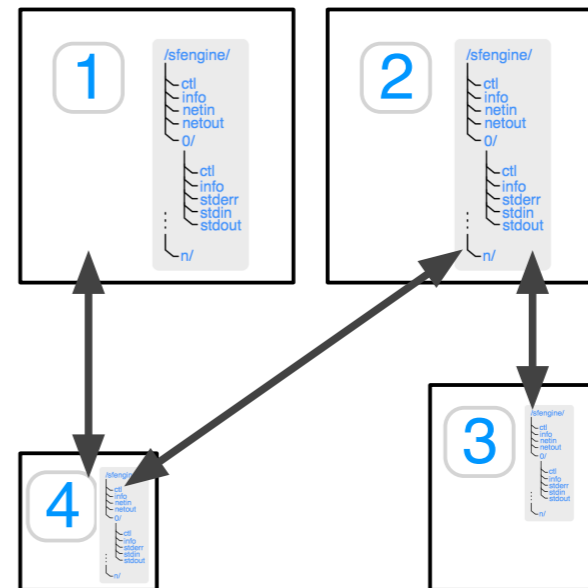 1
/sfengine/
ctl
info
netin
netout
0/
ctl
info
stderr
stdin
stdout
n/
2
/sfengine/
ctl
info
netin
netout
0/
ctl
info
stderr
stdin
stdout
n/
3
/sfengine/
ctl
info
netin
netout
0/
ctl
info
stderr
stdin
stdout
n/
4
/sfengine/
ctl
info
netin
netout
0/
ctl
info
stderr
stdin
stdout
n/